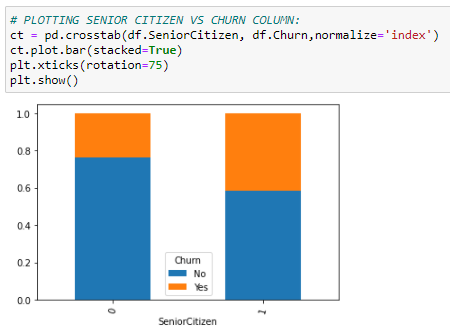 # PLOTTING SENIOR CITIZEN VS CHURN COLUMN:
ct = pd.crosstab(df.SeniorCitizen, df.Churn,normalize='index')
ct.plot.bar(stacked=True)
plt.xticks(rotation=75)
plt.show()
1.0
0.8
0.6
0.4
0.2
0.0
Churn
No
Yes
0
1
SeniorCitizen